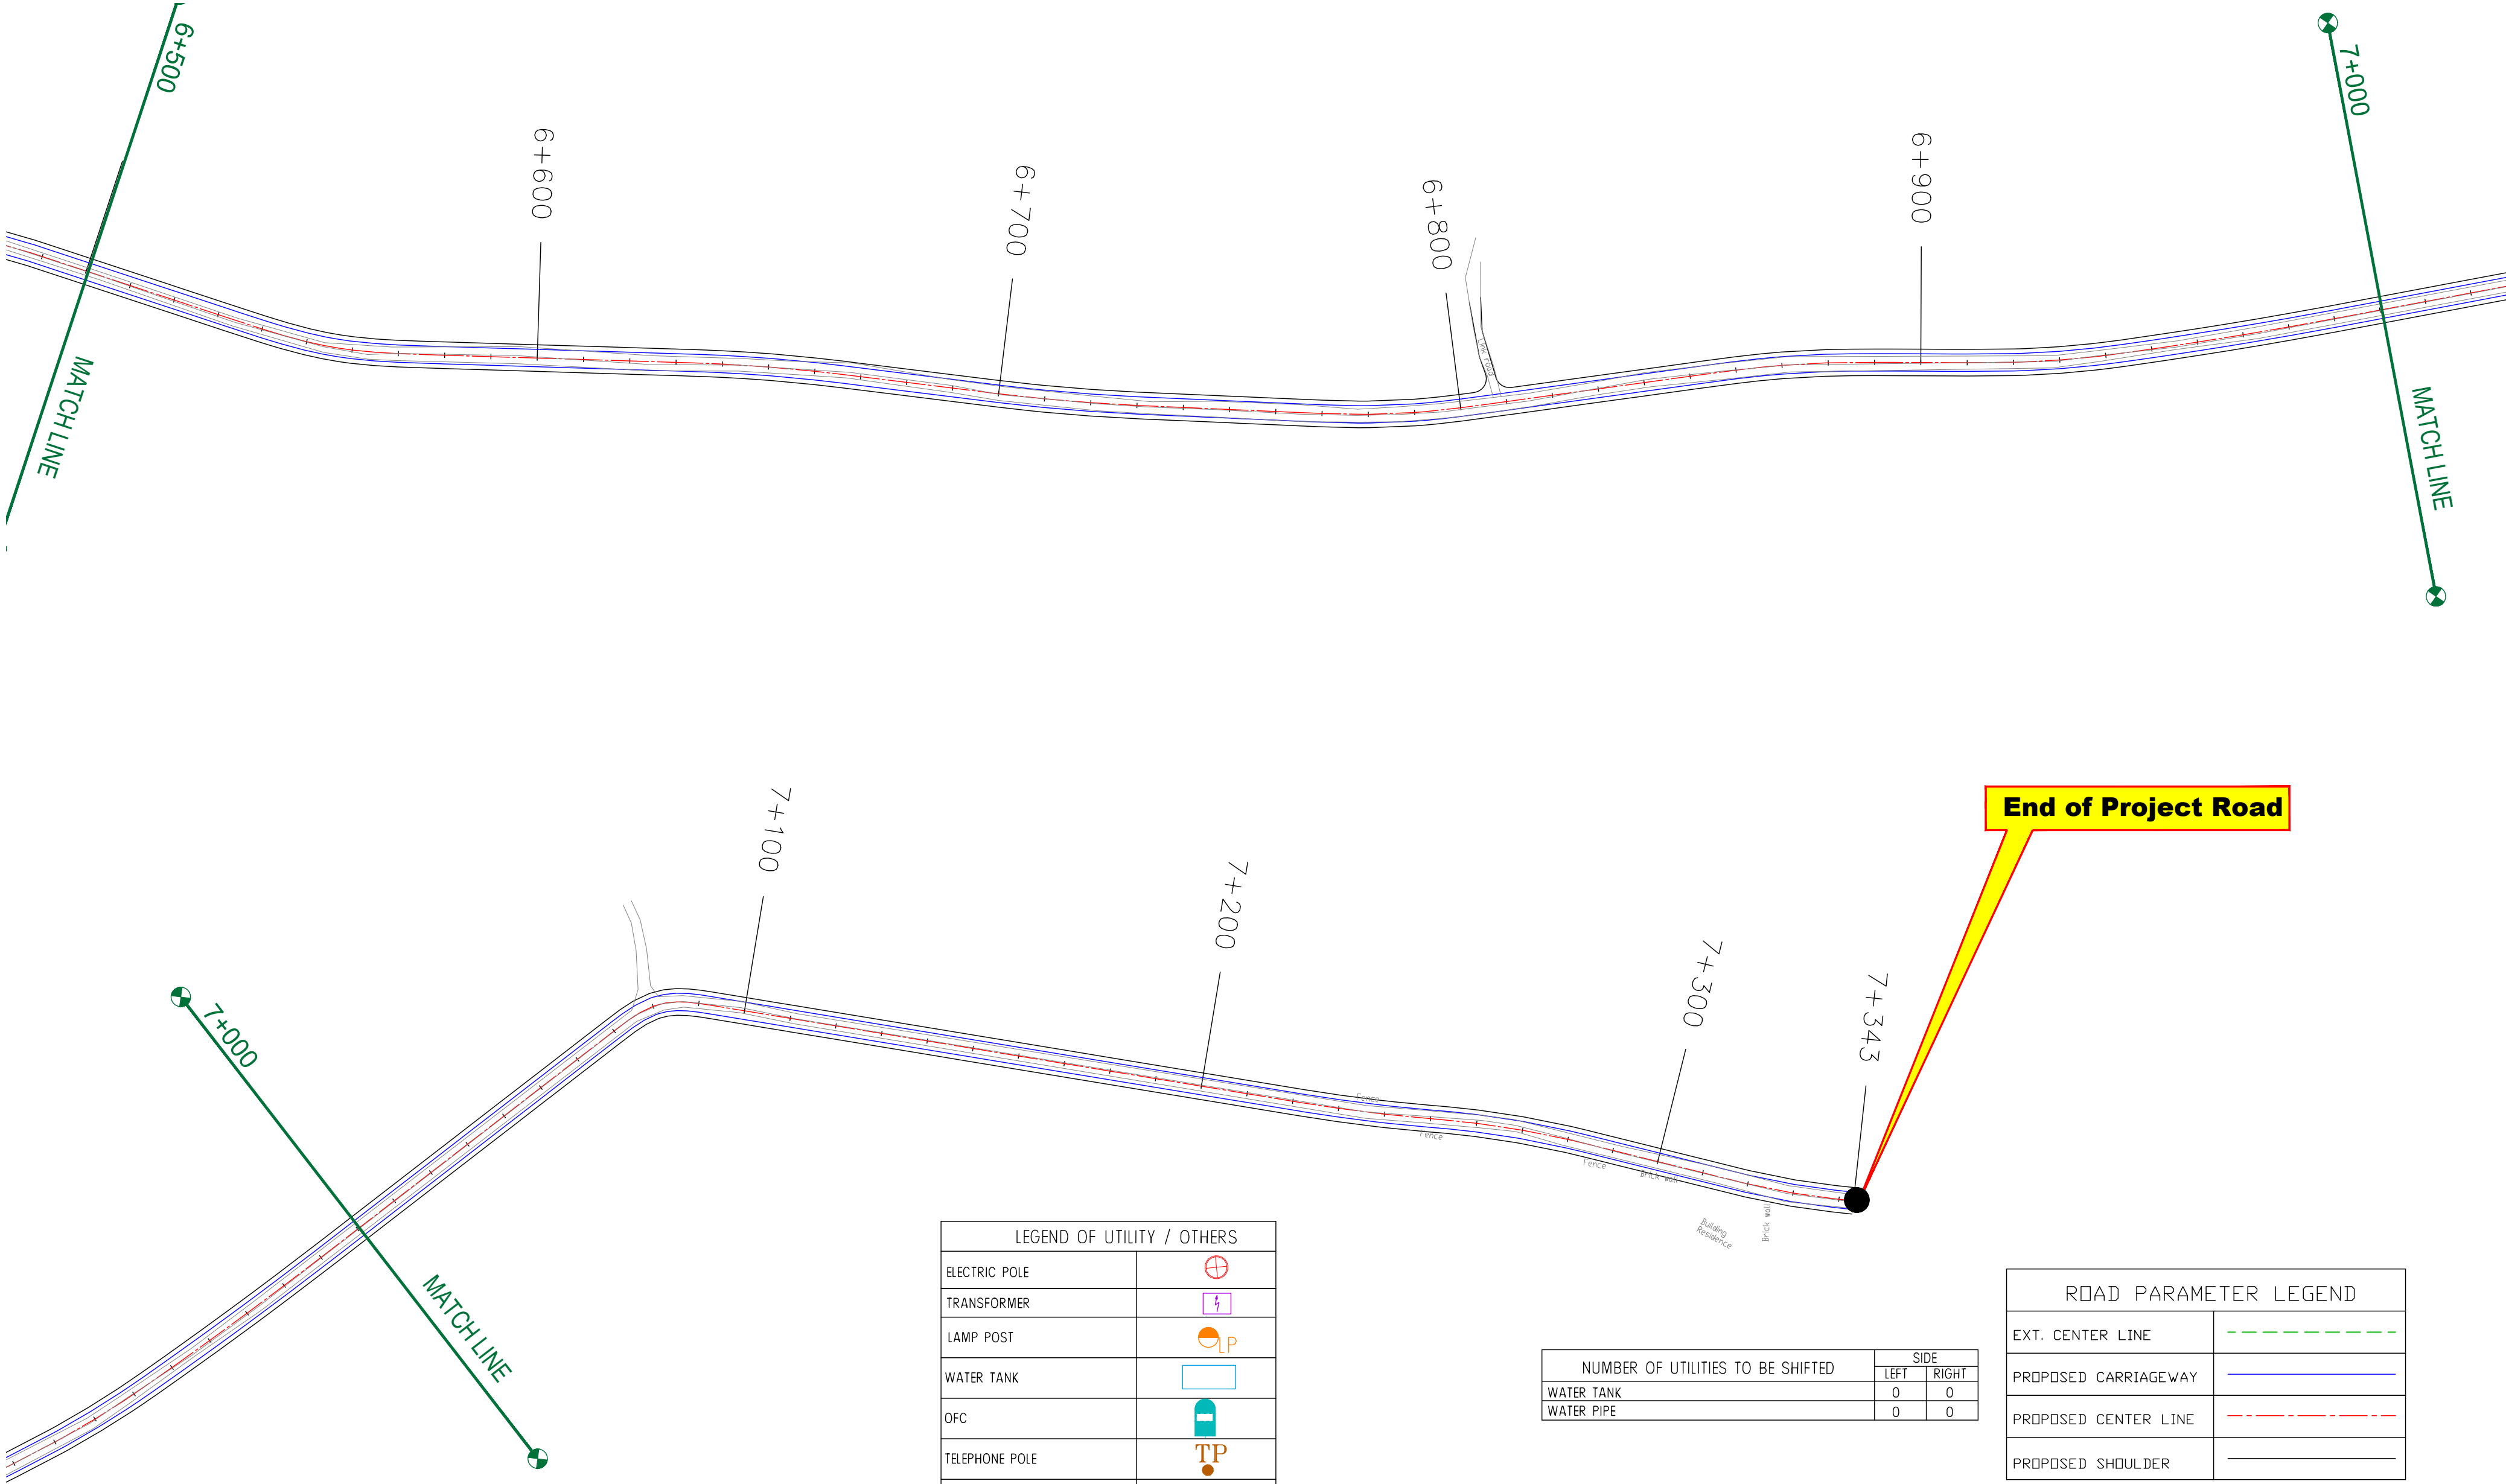 6+500
MATCH LINE
6+600
6+700
6+800
Link road
6+900
7+000
MATCH LINE
End of Project Road
7+000
MATCH LINE
7+100
7+200
7+300
7+343
Fence
Fence
Fence
Brick wall
Brick wall
Building
Residence
LEGEND OF UTILITY / OTHERS
ELECTRIC POLE
TRANSFORMER
LAMP POST LP
WATER TANK
OFC
TELEPHONE POLE TP
NUMBER OF UTILITIES TO BE SHIFTED SIDE
LEFT RIGHT
WATER TANK 0 0
WATER PIPE 0 0
ROAD PARAMETER LEGEND
EXT. CENTER LINE
PROPOSED CARRIAGEWAY
PROPOSED CENTER LINE
PROPOSED SHOULDER